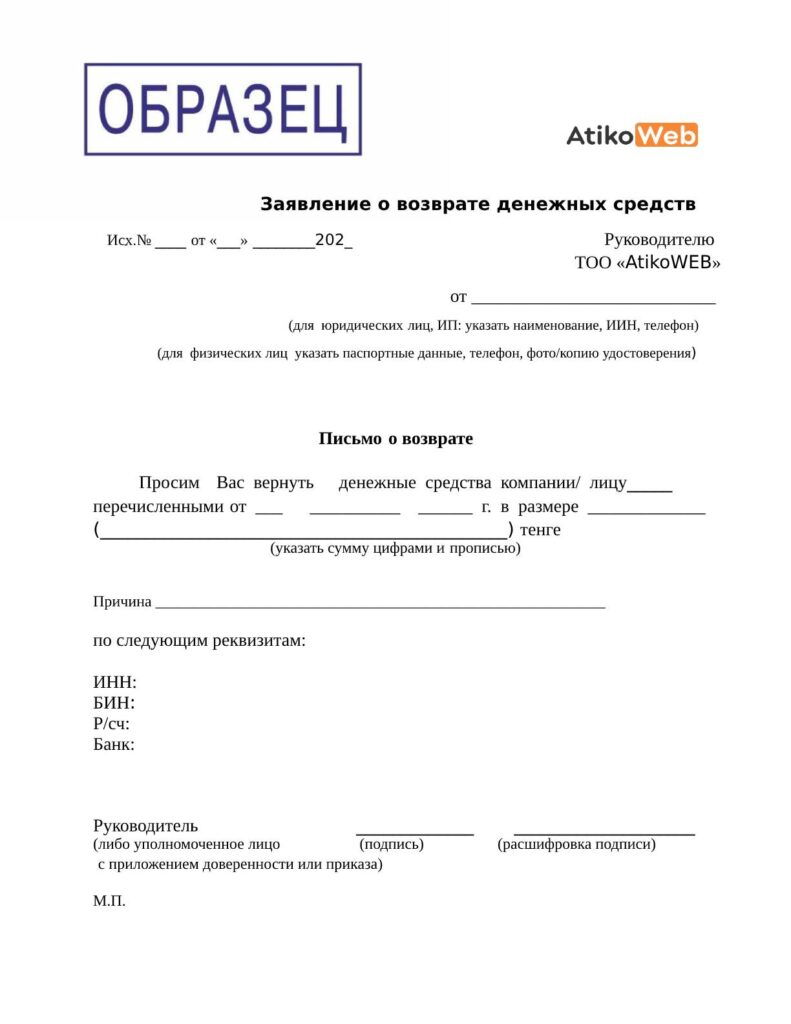 ОБРАЗЕЦ
AtikoWeb
Заявление о возврате денежных средств
Исх.№ ____ от «___» ________202_ Руководителю
ТОО «AtikoWEB»
от ___________________________
(для юридических лиц, ИП: указать наименование, ИИН, телефон)
(для физических лиц указать паспортные данные, телефон, фото/копию удостоверения)
Письмо о возврате
Просим Вас вернуть денежные средства компании/ лицу_____
перечисленными от ___ __________ ______ г. в размере _____________
(_____________________________________________) тенге
(указать сумму цифрами и прописью)
Причина ____________________________________________________________
по следующим реквизитам:
ИНН:
БИН:
Р/сч:
Банк:
Руководитель _____________ ____________________
(либо уполномоченное лицо (подпись) (расшифровка подписи)
с приложением доверенности или приказа)
М.П.